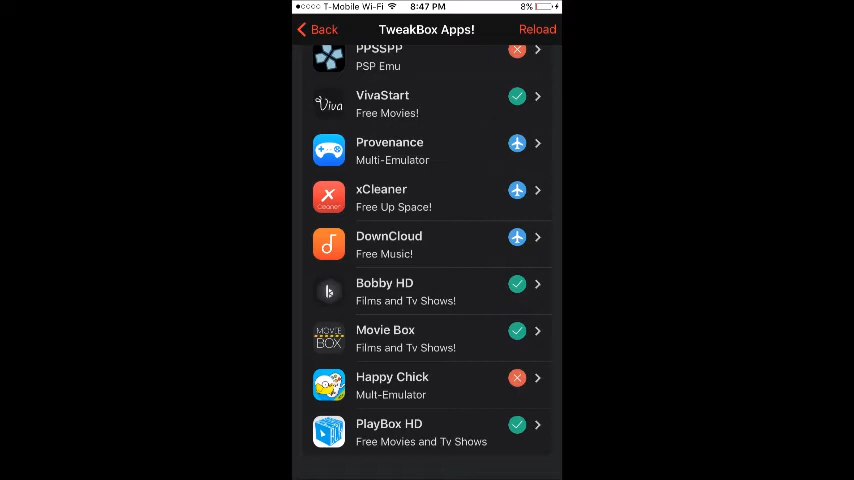 T-Mobile Wi-Fi 8:47 PM 8%
Back TweakBox Apps! Reload
PPSSPP
PSP Emu
Viva
VivaStart
Free Movies!
Provenance
Multi-Emulator
X
Cleaner
xCleaner
Free Up Space!
DownCloud
Free Music!
b
Bobby HD
Films and Tv Shows!
MOVIE
BOX
Movie Box
Films and Tv Shows!
Happy Chick
Mult-Emulator
PlayBox HD
Free Movies and Tv Shows